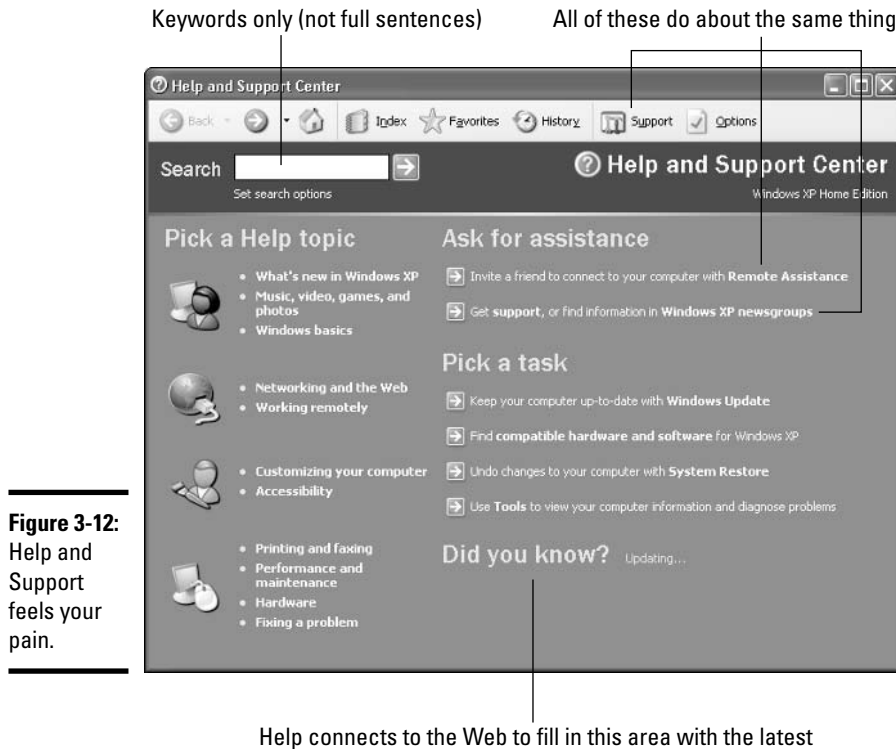 Keywords only (not full sentences)
All of these do about the same thing
Help and Support Center
Back
Index
Favorites
History
Support
Options
Search
Set search options
Help and Support Center
Windows XP Home Edition
Pick a Help topic
• What's new in Windows XP
• Music, video, games, and
photos
• Windows basics
• Networking and the Web
• Working remotely
• Customizing your computer
• Accessibility
• Printing and faxing
• Performance and
maintenance
• Hardware
• Fixing a problem
Ask for assistance
Invite a friend to connect to your computer with Remote Assistance
Get support, or find information in Windows XP newsgroups
Pick a task
Keep your computer up-to-date with Windows Update
Find compatible hardware and software for Windows XP
Undo changes to your computer with System Restore
Use Tools to view your computer information and diagnose problems
Did you know? Updating...
Figure 3-12:
Help and
Support
feels your
pain.
Help connects to the Web to fill in this area with the latest